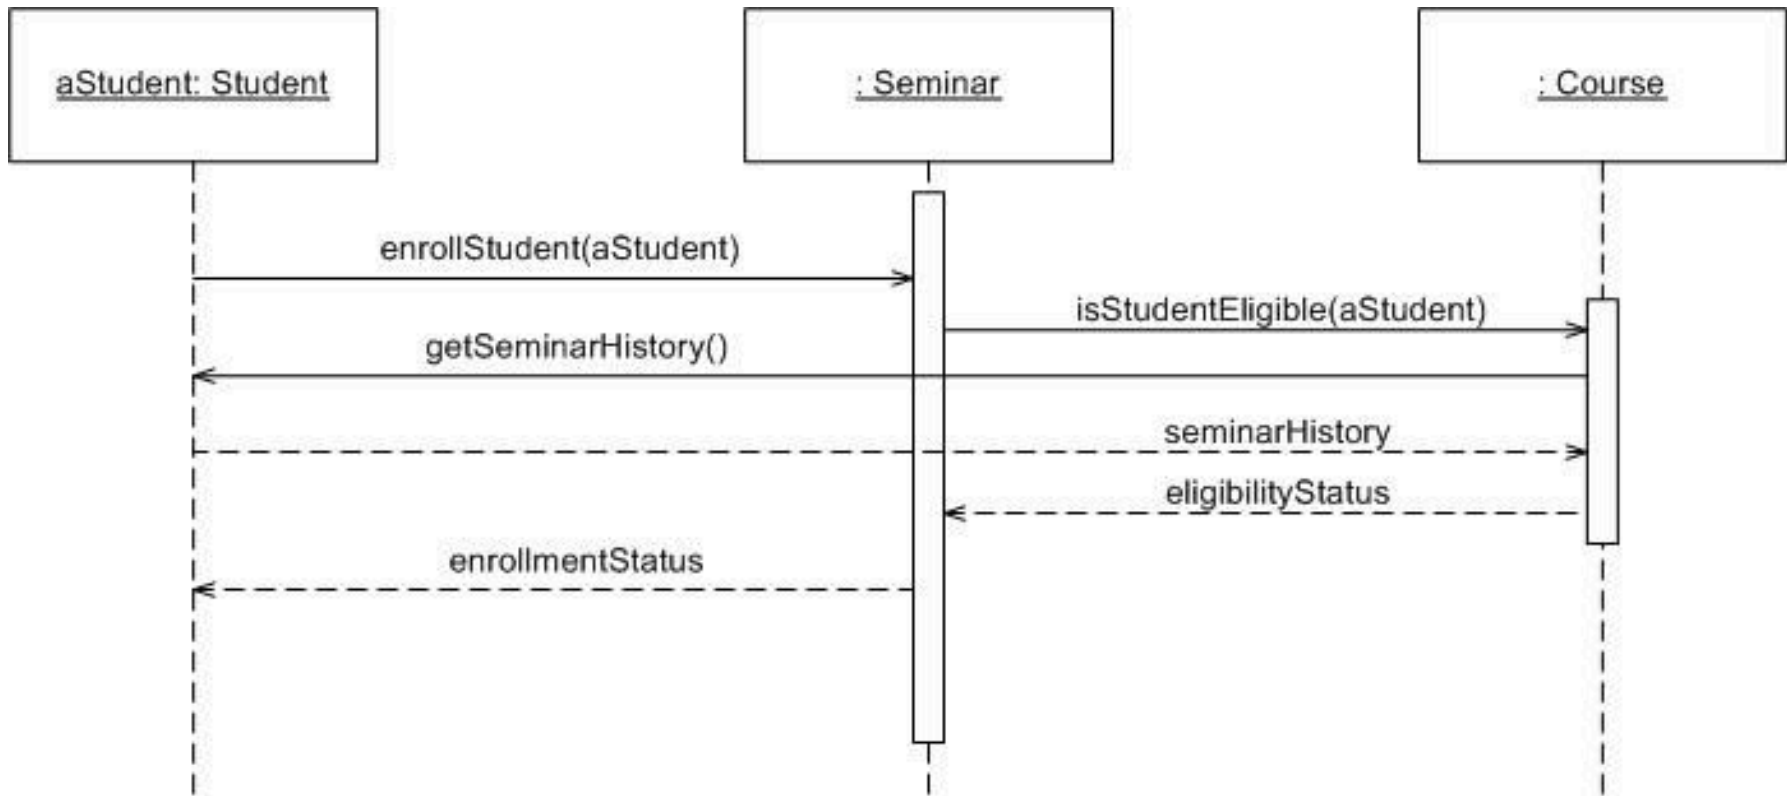 aStudent: Student
: Seminar
: Course
enrollStudent(aStudent)
isStudentEligible(aStudent)
getSeminarHistory()
seminarHistory
eligibilityStatus
enrollmentStatus